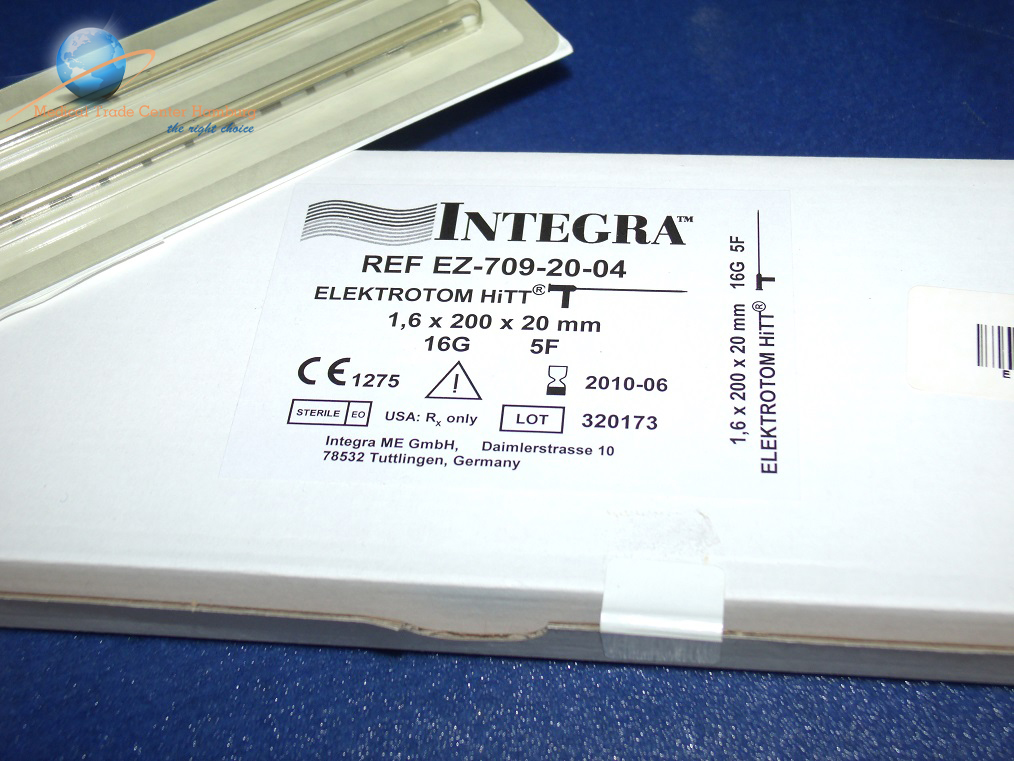 Medical Trade Center Hirnsberg
the right choice
INTEGRA™
REF EZ-709-20-04
ELEKTROTOM HiTT®
1,6 x 200 x 20 mm
16G 5F
CE 1275
2010-06
STERILE EO USA: Rx only LOT 320173
Integra ME GmbH, Daimlerstrasse 10
78532 Tuttlingen, Germany
1,6 x 200 x 20 mm 16G 5F
ELEKTROTOM HiTT®